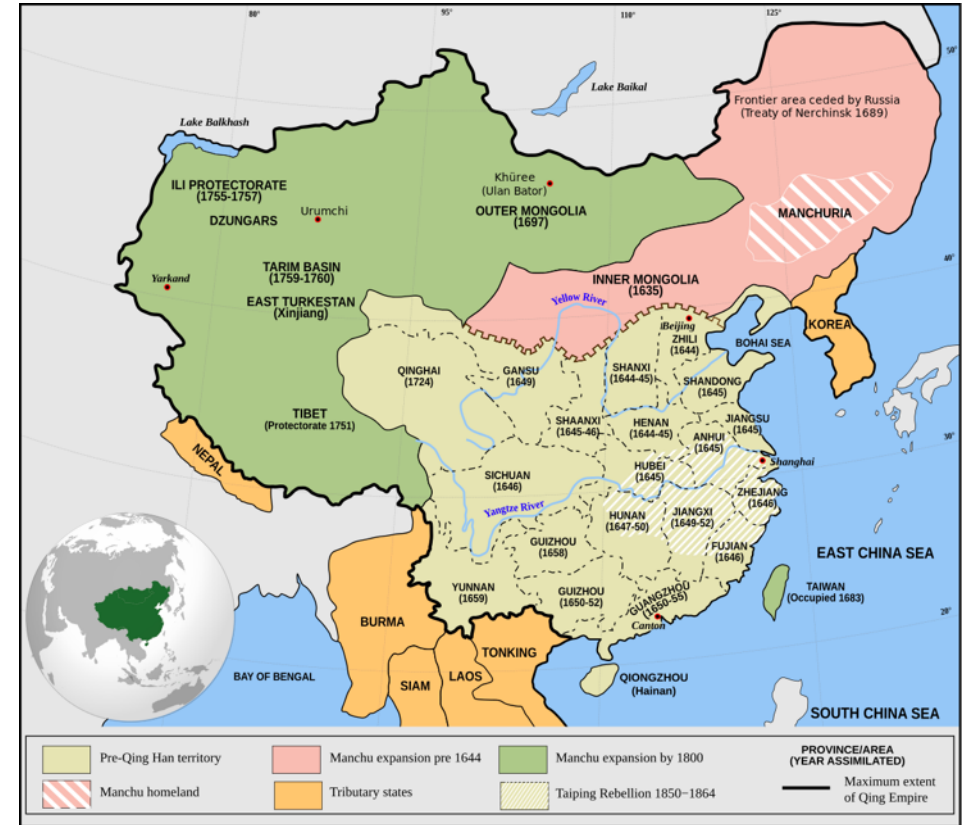 80°
95°
110°
125°
50°
Lake Baikal
Frontier area ceded by Russia
(Treaty of Nerchinsk 1689)
Lake Balkhash
ILI PROTECTORATE
(1755-1757)
DZUNGARS
Urumchi
Khüree
(Ulan Bator)
OUTER MONGOLIA
(1697)
MANCHURIA
40°
Yarkand
TARIM BASIN
(1759-1760)
EAST TURKESTAN
(Xinjiang)
INNER MONGOLIA
(1635)
Yellow River
Beijing
ZHILI
(1644)
KOREA
BOHAI SEA
QINGHAI
(1724)
GANSU
(1649)
SHANXI
(1644-45)
SHANDONG
(1645)
TIBET
(Protectorate 1751)
SHAANXI
(1645-46)
HENAN
(1644-45)
JIANGSU
(1645)
ANHUI
(1645)
30°
NEPAL
SICHUAN
(1646)
HUBEI
(1645)
Shanghai
ZHEJIANG
(1646)
Yangtze River
HUNAN
(1647-50)
JIANGXI
(1649-52)
GUIZHOU
(1658)
FUJIAN
(1646)
EAST CHINA SEA
YUNNAN
(1659)
GUIZHOU
(1650-52)
GUANGZHOU
(1650-55)
Canton
TAIWAN
(Occupied 1683)
20°
BURMA
TONKING
LAOS
SIAM
BAY OF BENGAL
QIONGZHOU
(Hainan)
SOUTH CHINA SEA
Pre-Qing Han territory
Manchu expansion pre 1644
Manchu expansion by 1800
PROVINCE/AREA
(YEAR ASSIMILATED)
Manchu homeland
Tributary states
Taiping Rebellion 1850−1864
Maximum extent
of Qing Empire